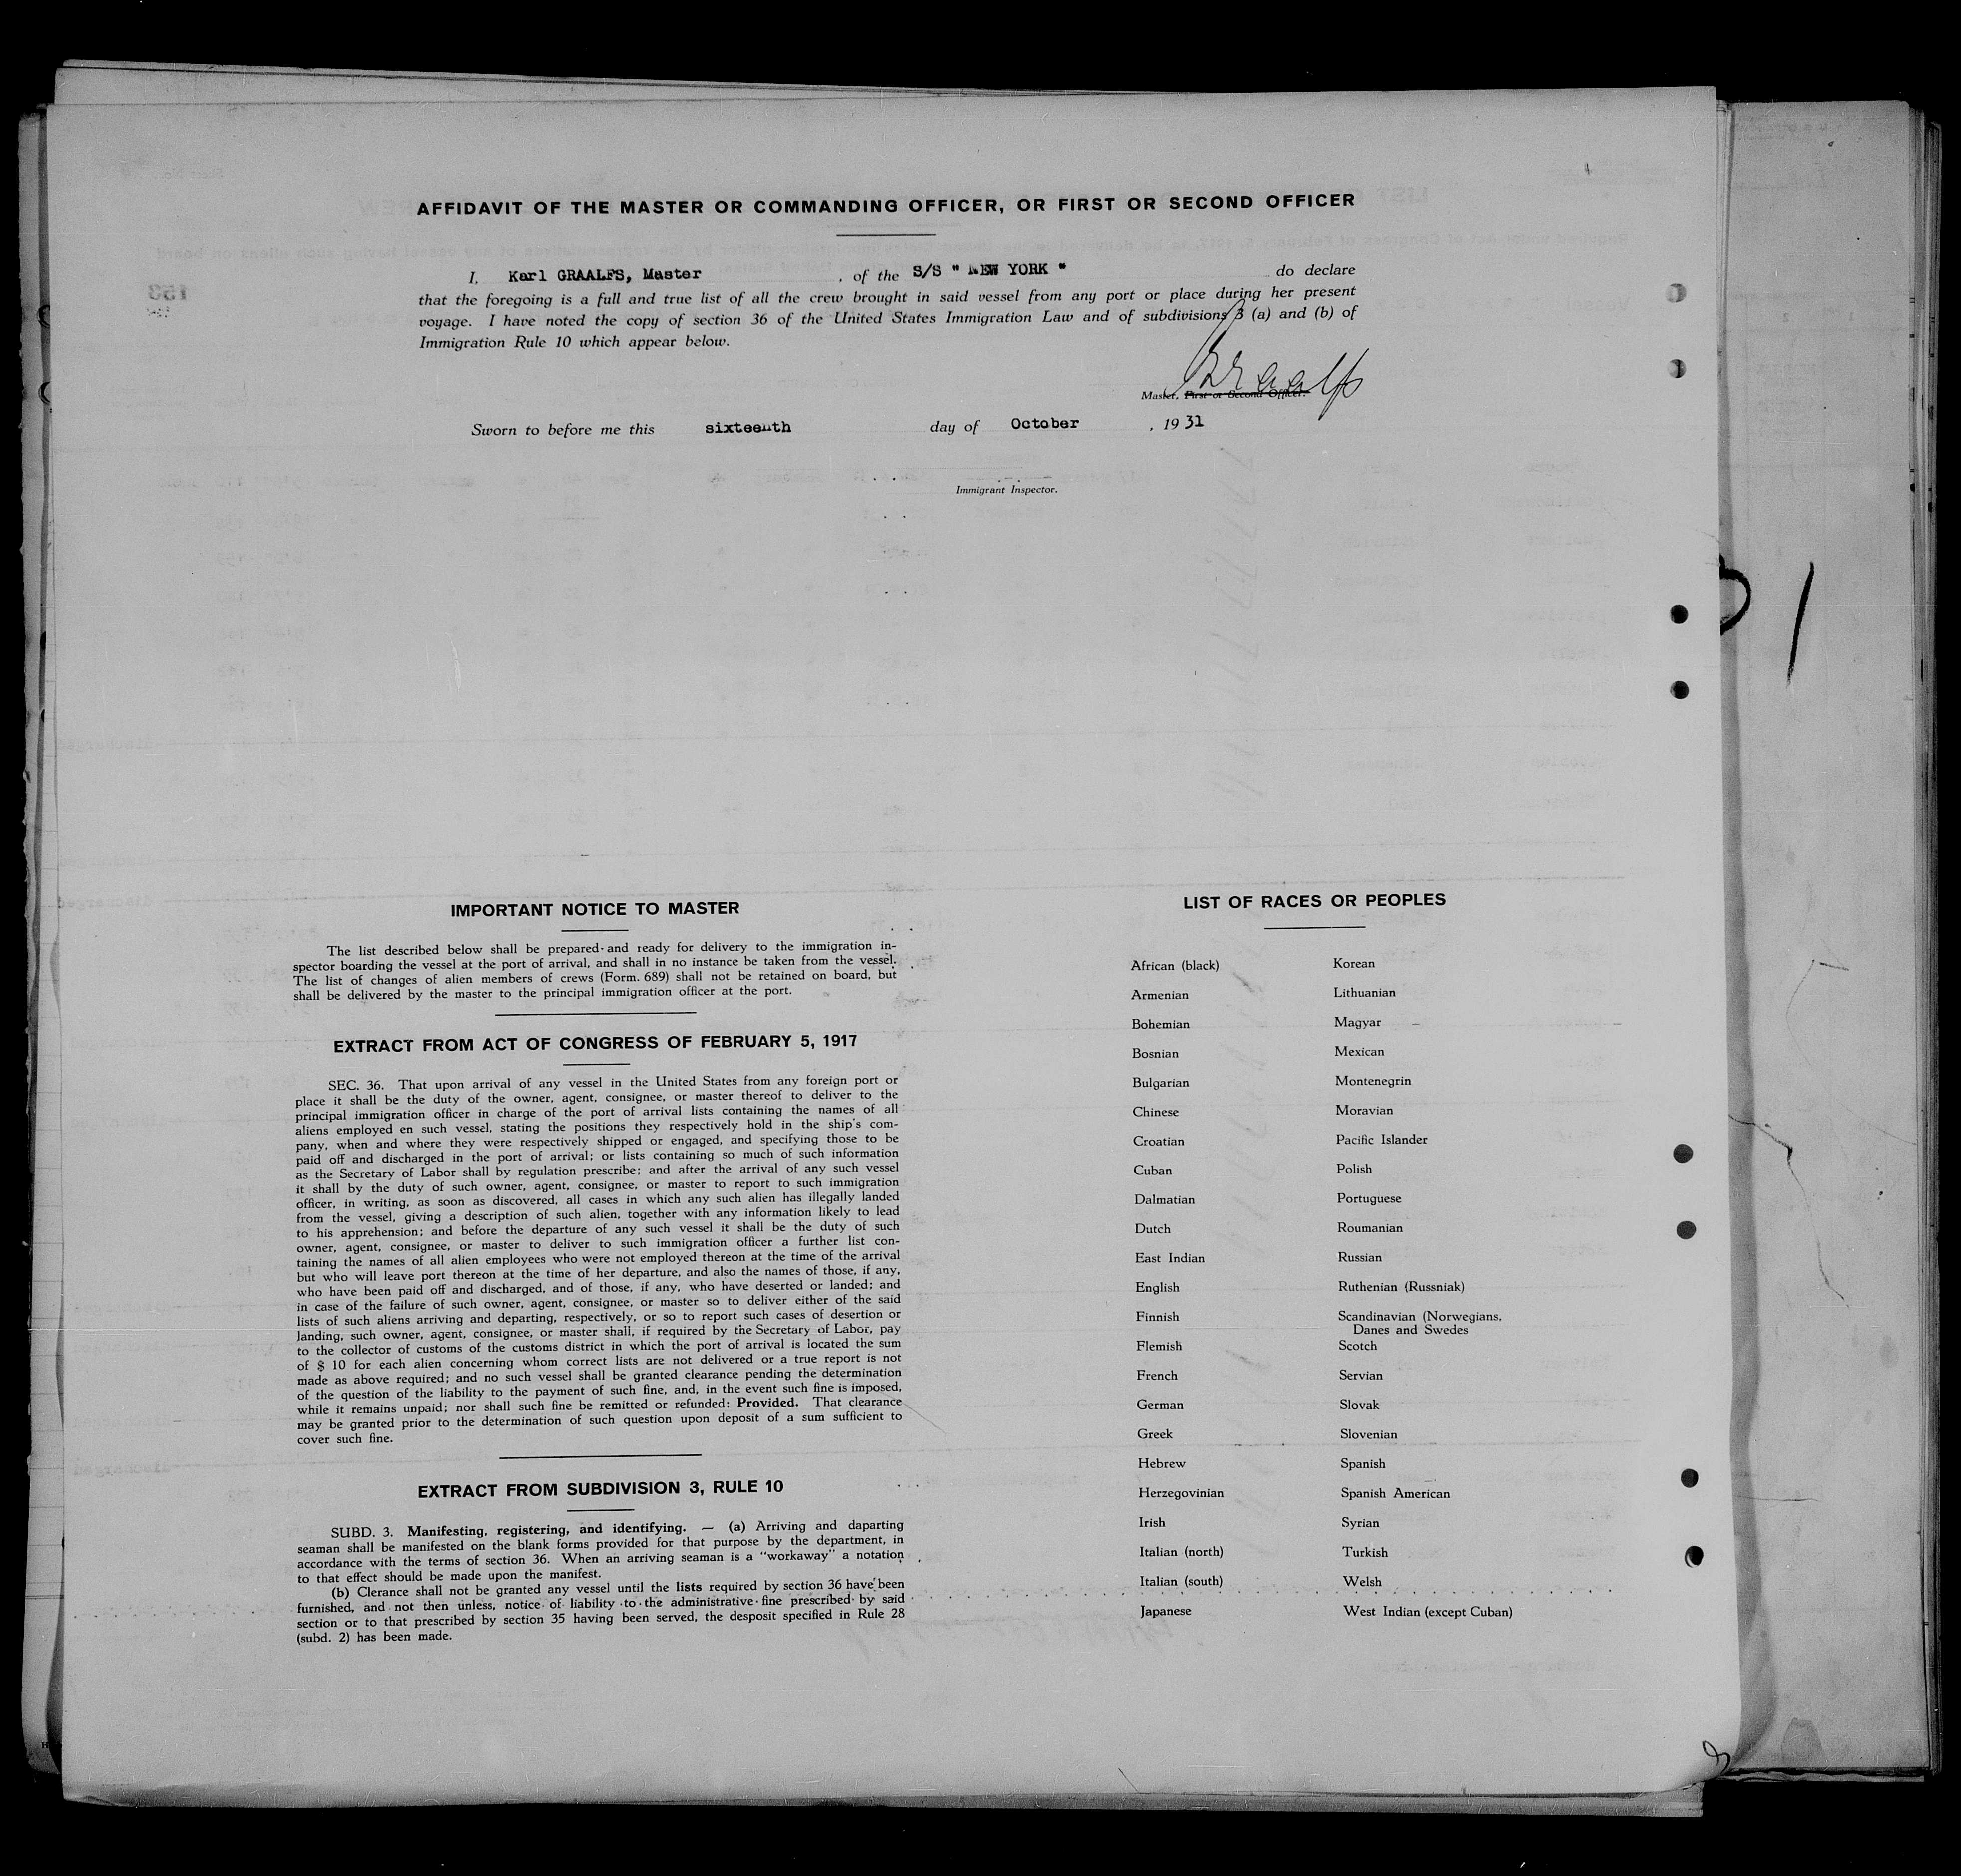 AFFIDAVIT OF THE MASTER OR COMMANDING OFFICER, OR FIRST OR SECOND OFFICER
I, Karl GRAALFS, Master , of the S/S " NEW YORK " do declare
that the foregoing is a full and true list of all the crew brought in said vessel from any port or place during her present
voyage. I have noted the copy of section 36 of the United States Immigration Law and of subdivisions 3 (a) and (b) of
Immigration Rule 10 which appear below.
Graalfs
Master, First or Second Officer.
Sworn to before me this sixteenth day of October , 19 31
Immigrant Inspector.
IMPORTANT NOTICE TO MASTER
The list described below shall be prepared and ready for delivery to the immigration in-
spector boarding the vessel at the port of arrival, and shall in no instance be taken from the vessel.
The list of changes of alien members of crews (Form. 689) shall not be retained on board, but
shall be delivered by the master to the principal immigration officer at the port.
EXTRACT FROM ACT OF CONGRESS OF FEBRUARY 5, 1917
SEC. 36. That upon arrival of any vessel in the United States from any foreign port or
place it shall be the duty of the owner, agent, consignee, or master thereof to deliver to the
principal immigration officer in charge of the port of arrival lists containing the names of all
aliens employed en such vessel, stating the positions they respectively hold in the ship's com-
pany, when and where they were respectively shipped or engaged, and specifying those to be
paid off and discharged in the port of arrival; or lists containing so much of such information
as the Secretary of Labor shall by regulation prescribe; and after the arrival of any such vessel
it shall by the duty of such owner, agent, consignee, or master to report to such immigration
officer, in writing, as soon as discovered, all cases in which any such alien has illegally landed
from the vessel, giving a description of such alien, together with any information likely to lead
to his apprehension; and before the departure of any such vessel it shall be the duty of such
owner, agent, consignee, or master to deliver to such immigration officer a further list con-
taining the names of all alien employees who were not employed thereon at the time of the arrival
but who will leave port thereon at the time of her departure, and also the names of those, if any,
who have been paid off and discharged, and of those, if any, who have deserted or landed; and
in case of the failure of such owner, agent, consignee, or master so to deliver either of the said
lists of such aliens arriving and departing, respectively, or so to report such cases of desertion or
landing, such owner, agent, consignee, or master shall, if required by the Secretary of Labor, pay
to the collector of customs of the customs district in which the port of arrival is located the sum
of $ 10 for each alien concerning whom correct lists are not delivered or a true report is not
made as above required; and no such vessel shall be granted clearance pending the determination
of the question of the liability to the payment of such fine, and, in the event such fine is imposed,
while it remains unpaid; nor shall such fine be remitted or refunded: Provided. That clearance
may be granted prior to the determination of such question upon deposit of a sum sufficient to
cover such fine.
EXTRACT FROM SUBDIVISION 3, RULE 10
SUBD. 3. Manifesting, registering, and identifying. — (a) Arriving and daparting
seaman shall be manifested on the blank forms provided for that purpose by the department, in
accordance with the terms of section 36. When an arriving seaman is a "workaway" a notation
to that effect should be made upon the manifest.
(b) Clerance shall not be granted any vessel until the lists required by section 36 have been
furnished, and not then unless, notice of liability to the administrative fine prescribed by said
section or to that prescribed by section 35 having been served, the desposit specified in Rule 28
(subd. 2) has been made.
LIST OF RACES OR PEOPLES
African (black)
Armenian
Bohemian
Bosnian
Bulgarian
Chinese
Croatian
Cuban
Dalmatian
Dutch
East Indian
English
Finnish
Flemish
French
German
Greek
Hebrew
Herzegovinian
Irish
Italian (north)
Italian (south)
Japanese
Korean
Lithuanian
Magyar
Mexican
Montenegrin
Moravian
Pacific Islander
Polish
Portuguese
Roumanian
Russian
Ruthenian (Russniak)
Scandinavian (Norwegians,
Danes and Swedes
Scotch
Servian
Slovak
Slovenian
Spanish
Spanish American
Syrian
Turkish
Welsh
West Indian (except Cuban)